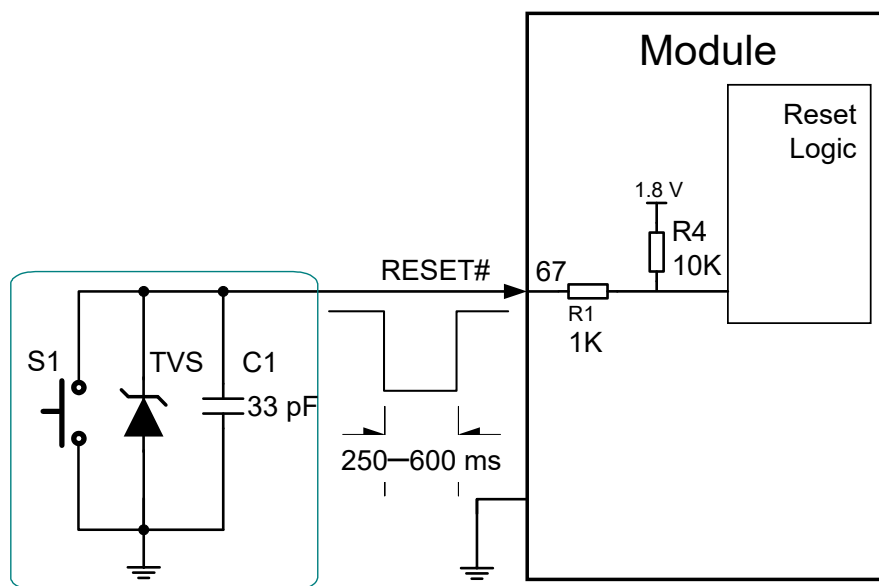 Module
Reset
Logic
1.8 V
R4
10K
RESET#
67
R1
1K
S1
TVS
C1
33 pF
250—600 ms